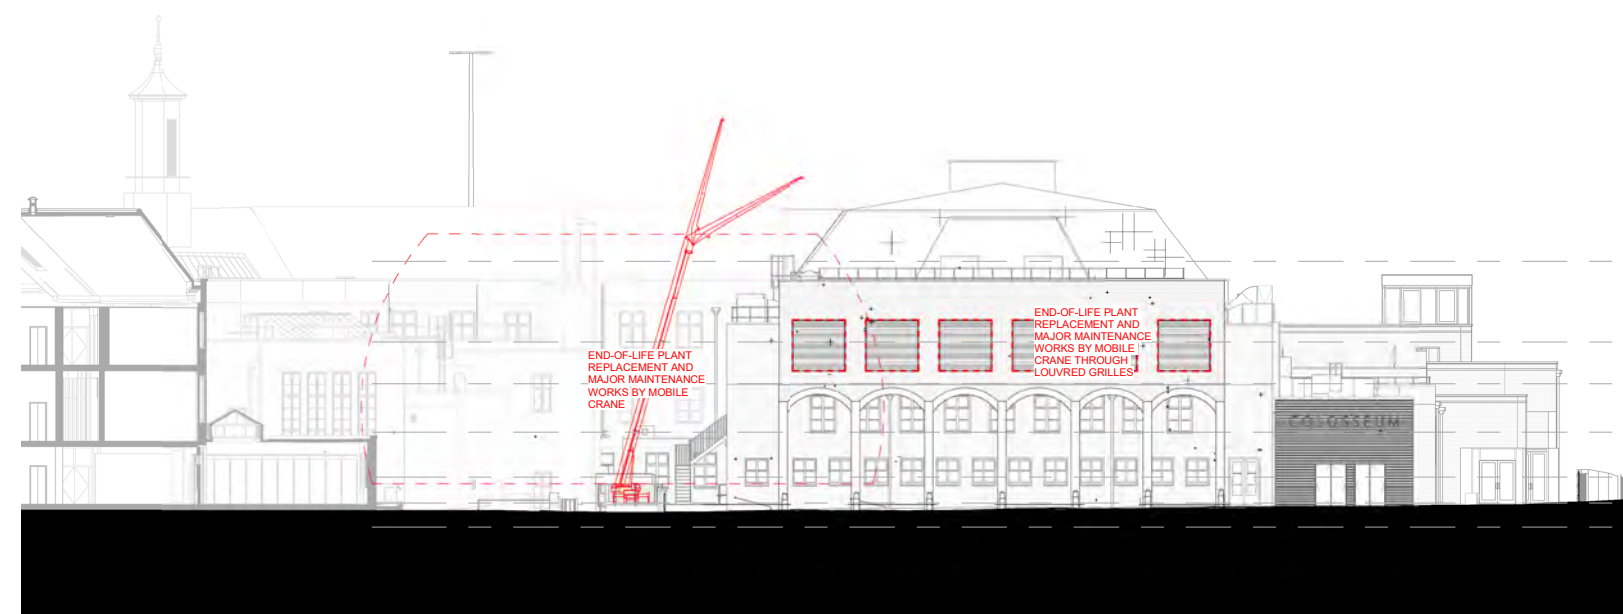 END-OF-LIFE PLANT
REPLACEMENT AND
MAJOR MAINTENANCE
WORKS BY MOBILE
CRANE
END-OF-LIFE PLANT
REPLACEMENT AND
MAJOR MAINTENANCE
WORKS BY MOBILE
CRANE THROUGH
LOUVRED GRILLES
COLOSSEUM